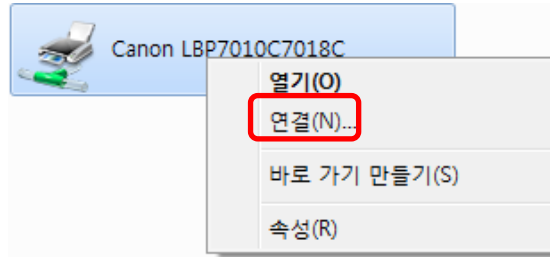 Canon LBP7010C7018C
열기(O)
연결(N)...
바로 가기 만들기(S)
속성(R)